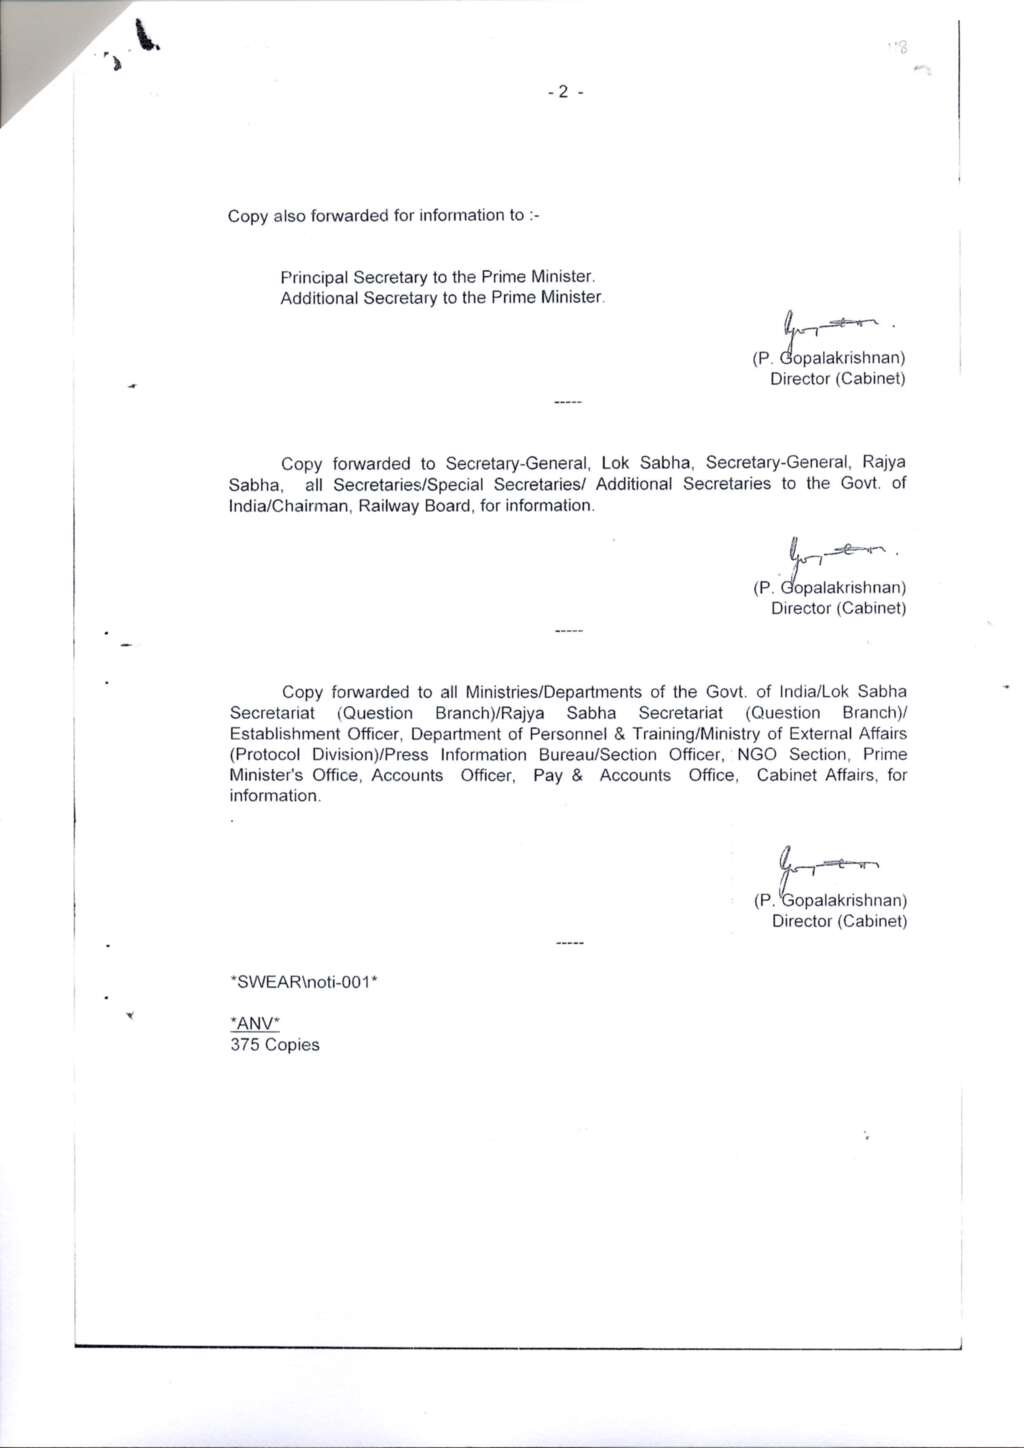 - 2 -
Copy also forwarded for information to :-
Principal Secretary to the Prime Minister.
Additional Secretary to the Prime Minister.
(P. Gopalakrishnan)
Director (Cabinet)
-----
Copy forwarded to Secretary-General, Lok Sabha, Secretary-General, Rajya
Sabha, all Secretaries/Special Secretaries/ Additional Secretaries to the Govt. of
India/Chairman, Railway Board, for information.
(P. Gopalakrishnan)
Director (Cabinet)
-----
Copy forwarded to all Ministries/Departments of the Govt. of India/Lok Sabha
Secretariat (Question Branch)/Rajya Sabha Secretariat (Question Branch)/
Establishment Officer, Department of Personnel & Training/Ministry of External Affairs
(Protocol Division)/Press Information Bureau/Section Officer, NGO Section, Prime
Minister's Office, Accounts Officer, Pay & Accounts Office, Cabinet Affairs, for
information.
(P. Gopalakrishnan)
Director (Cabinet)
-----
*SWEAR\noti-001*
*ANV*
375 Copies